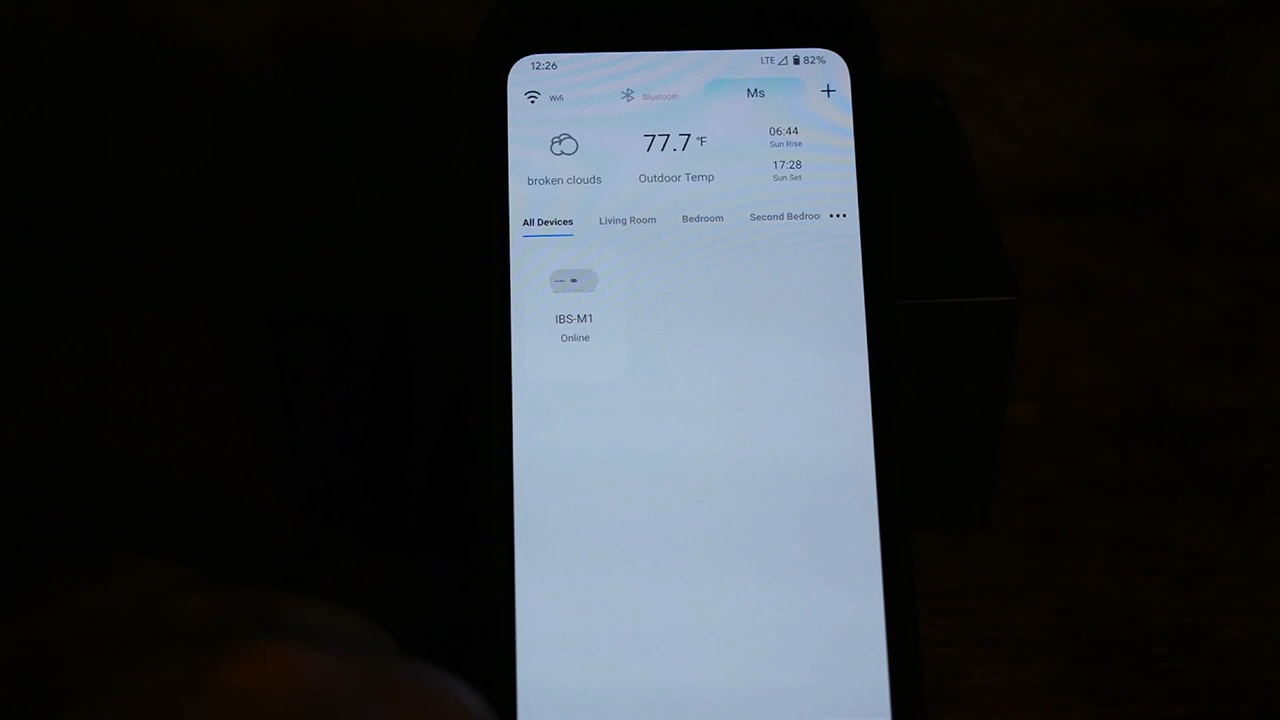 12:26 LTE 82%
Wifi Bluetooth Ms +
77.7 °F 06:44
Sun Rise
17:28
broken clouds Outdoor Temp Sun Set
All Devices Living Room Bedroom Second Bedroo •••
IBS-M1
Online